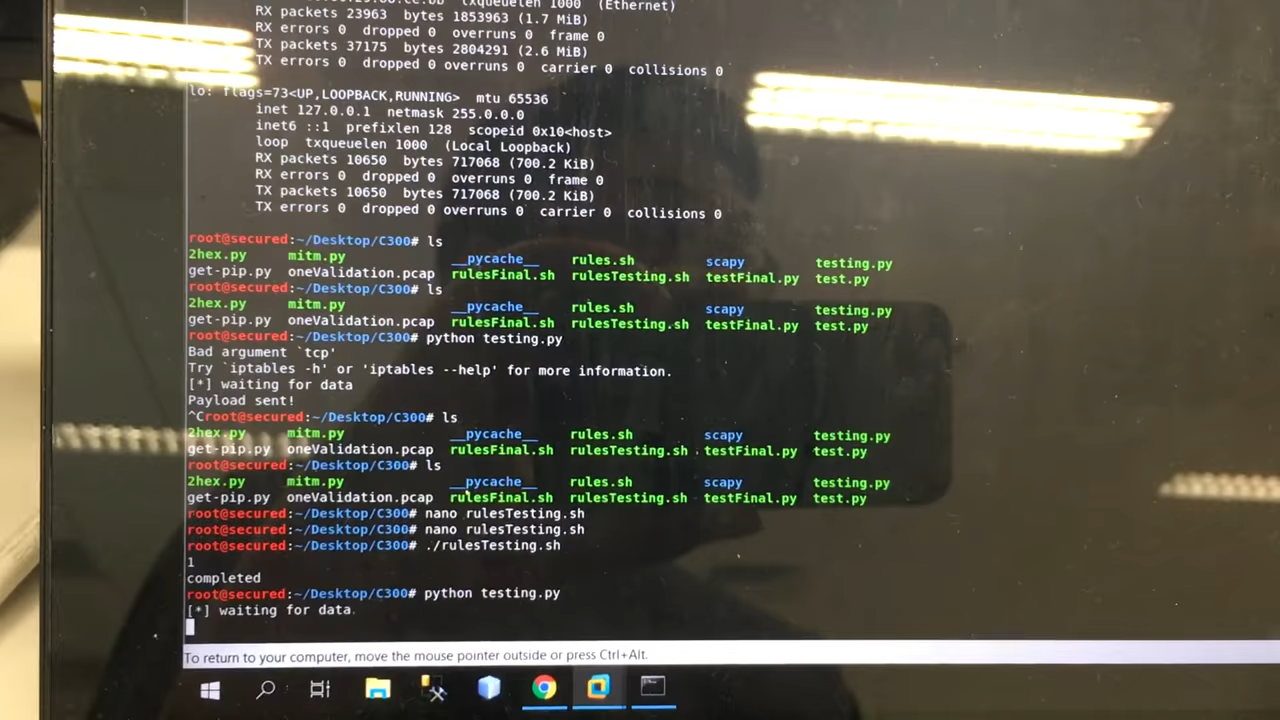 txqueuelen 1000 (Ethernet)
RX packets 23963 bytes 1853963 (1.7 MiB)
RX errors 0 dropped 0 overruns 0 frame 0
TX packets 37175 bytes 2804291 (2.6 MiB)
TX errors 0 dropped 0 overruns 0 carrier 0 collisions 0
lo: flags=73<UP,LOOPBACK,RUNNING> mtu 65536
inet 127.0.0.1 netmask 255.0.0.0
inet6 ::1 prefixlen 128 scopeid 0x10<host>
loop txqueuelen 1000 (Local Loopback)
RX packets 10650 bytes 717068 (700.2 KiB)
RX errors 0 dropped 0 overruns 0 frame 0
TX packets 10650 bytes 717068 (700.2 KiB)
TX errors 0 dropped 0 overruns 0 carrier 0 collisions 0
root@secured:~/Desktop/C300# ls
2hex.py mitm.py __pycache__ rules.sh scapy testing.py
get-pip.py oneValidation.pcap rulesFinal.sh rulesTesting.sh testFinal.py test.py
root@secured:~/Desktop/C300# ls
2hex.py mitm.py __pycache__ rules.sh scapy testing.py
get-pip.py oneValidation.pcap rulesFinal.sh rulesTesting.sh testFinal.py test.py
root@secured:~/Desktop/C300# python testing.py
Bad argument `tcp'
Try `iptables -h' or 'iptables --help' for more information.
[*] waiting for data
Payload sent!
^Croot@secured:~/Desktop/C300# ls
2hex.py mitm.py __pycache__ rules.sh scapy testing.py
get-pip.py oneValidation.pcap rulesFinal.sh rulesTesting.sh testFinal.py test.py
root@secured:~/Desktop/C300# ls
2hex.py mitm.py __pycache__ rules.sh scapy testing.py
get-pip.py oneValidation.pcap rulesFinal.sh rulesTesting.sh testFinal.py test.py
root@secured:~/Desktop/C300# nano rulesTesting.sh
root@secured:~/Desktop/C300# nano rulesTesting.sh
root@secured:~/Desktop/C300# ./rulesTesting.sh
1
completed
root@secured:~/Desktop/C300# python testing.py
[*] waiting for data
To return to your computer, move the mouse pointer outside or press Ctrl+Alt.